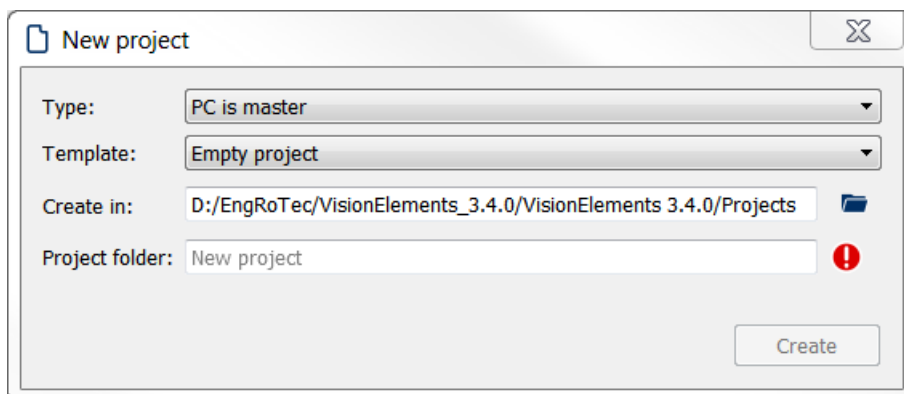 New project
Type: PC is master
Template: Empty project
Create in: D:/EngRoTec/VisionElements_3.4.0/VisionElements 3.4.0/Projects
Project folder: New project
Create